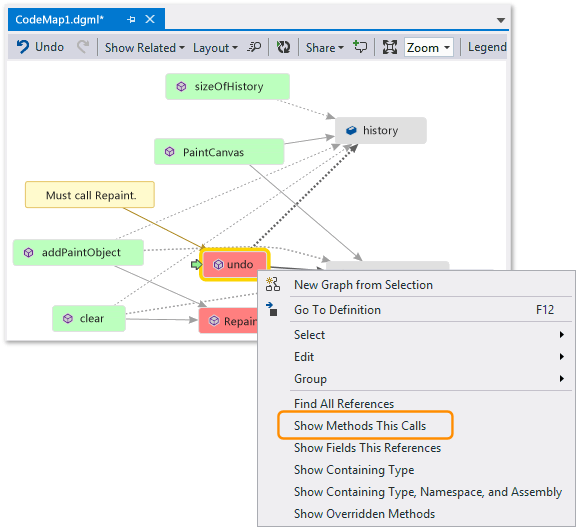 CodeMap1.dgml*
Undo Show Related Layout Share Zoom Legend
sizeOfHistory
history
PaintCanvas
Must call Repaint.
addPaintObject
undo
clear
Repain
New Graph from Selection
Go To Definition F12
Select
Edit
Group
Find All References
Show Methods This Calls
Show Fields This References
Show Containing Type
Show Containing Type, Namespace, and Assembly
Show Overridden Methods